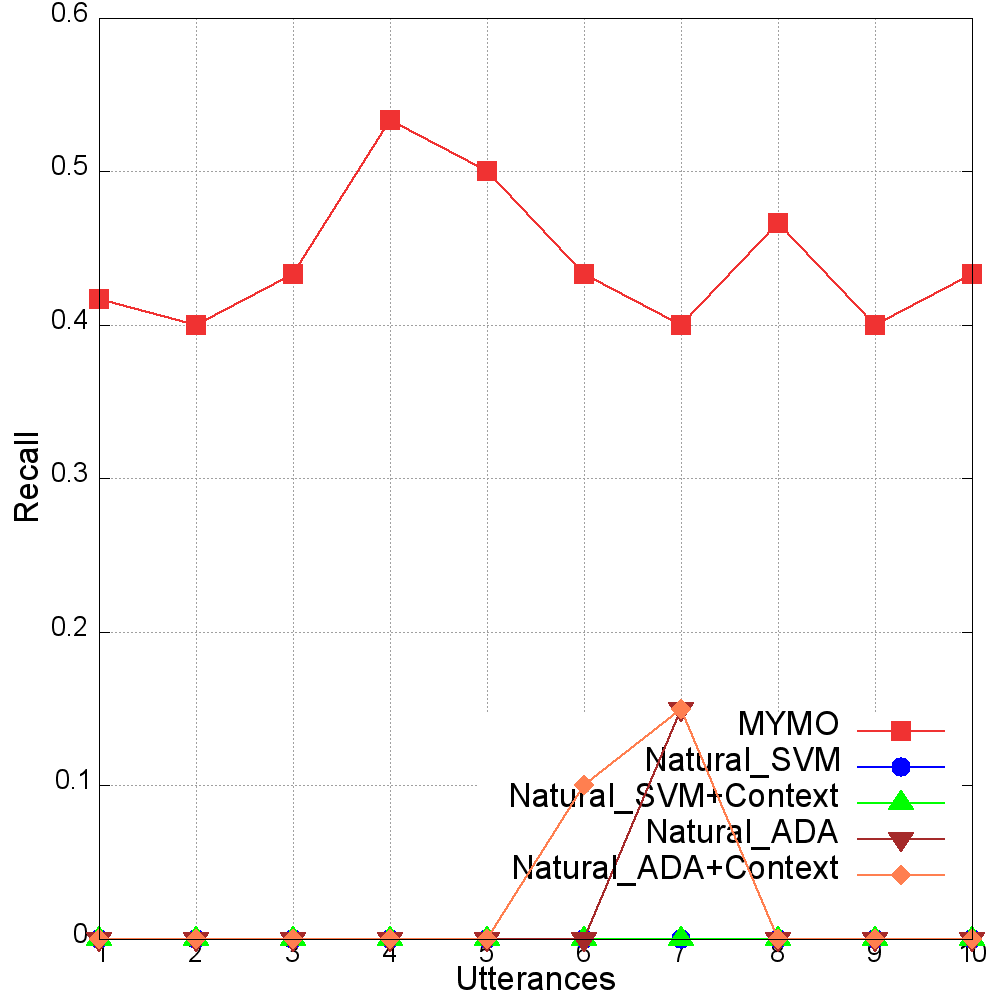 0.6
0.5
0.4
0.3
0.2
0.1
0
Recall
1 2 3 4 5 6 7 8 9 10
Utterances
MYMO
Natural_SVM
Natural_SVM+Context
Natural_ADA
Natural_ADA+Context